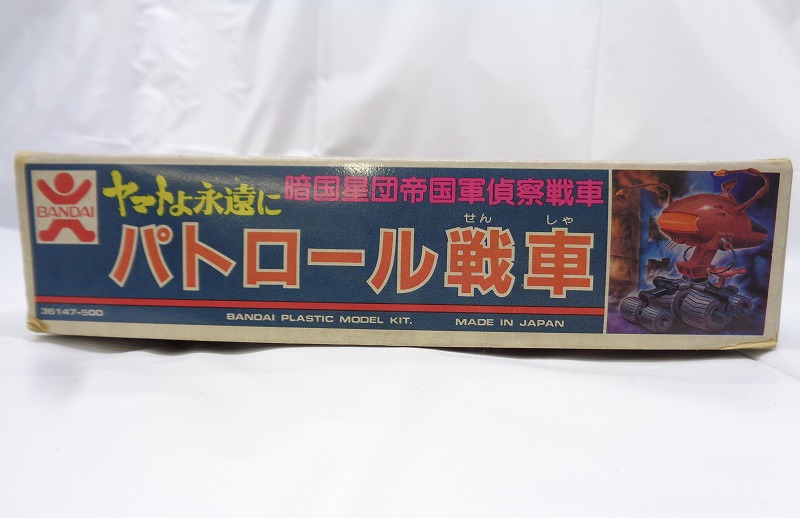 BANDAI
ヤマトよ永遠に
暗国星団帝国軍偵察戦車
せん しゃ
パトロール戦車
36147-500
BANDAI PLASTIC MODEL KIT. MADE IN JAPAN